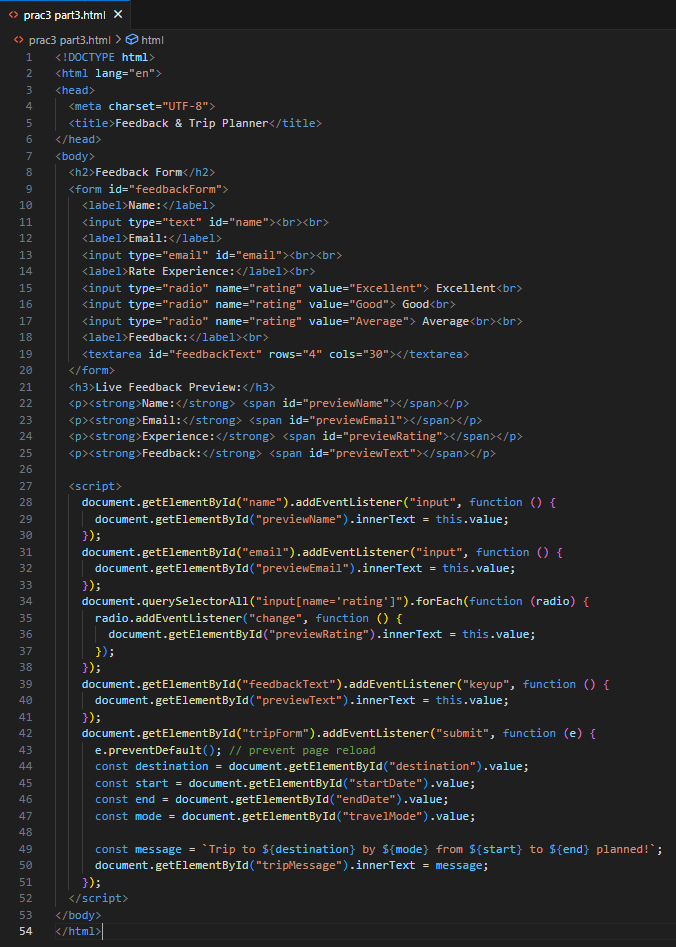 prac3 part3.html ×
prac3 part3.html > html
1 <!DOCTYPE html>
2 <html lang="en">
3 <head>
4 <meta charset="UTF-8">
5 <title>Feedback & Trip Planner</title>
6 </head>
7 <body>
8 <h2>Feedback Form</h2>
9 <form id="feedbackForm">
10 <label>Name:</label>
11 <input type="text" id="name"><br><br>
12 <label>Email:</label>
13 <input type="email" id="email"><br><br>
14 <label>Rate Experience:</label><br>
15 <input type="radio" name="rating" value="Excellent"> Excellent<br>
16 <input type="radio" name="rating" value="Good"> Good<br>
17 <input type="radio" name="rating" value="Average"> Average<br><br>
18 <label>Feedback:</label><br>
19 <textarea id="feedbackText" rows="4" cols="30"></textarea>
20 </form>
21 <h3>Live Feedback Preview:</h3>
22 <p><strong>Name:</strong> <span id="previewName"></span></p>
23 <p><strong>Email:</strong> <span id="previewEmail"></span></p>
24 <p><strong>Experience:</strong> <span id="previewRating"></span></p>
25 <p><strong>Feedback:</strong> <span id="previewText"></span></p>
26
27 <script>
28 document.getElementById("name").addEventListener("input", function () {
29 document.getElementById("previewName").innerText = this.value;
30 });
31 document.getElementById("email").addEventListener("input", function () {
32 document.getElementById("previewEmail").innerText = this.value;
33 });
34 document.querySelectorAll("input[name='rating']").forEach(function (radio) {
35 radio.addEventListener("change", function () {
36 document.getElementById("previewRating").innerText = this.value;
37 });
38 });
39 document.getElementById("feedbackText").addEventListener("keyup", function () {
40 document.getElementById("previewText").innerText = this.value;
41 });
42 document.getElementById("tripForm").addEventListener("submit", function (e) {
43 e.preventDefault(); // prevent page reload
44 const destination = document.getElementById("destination").value;
45 const start = document.getElementById("startDate").value;
46 const end = document.getElementById("endDate").value;
47 const mode = document.getElementById("travelMode").value;
48
49 const message = `Trip to ${destination} by ${mode} from ${start} to ${end} planned!`;
50 document.getElementById("tripMessage").innerText = message;
51 });
52 </script>
53 </body>
54 </html>